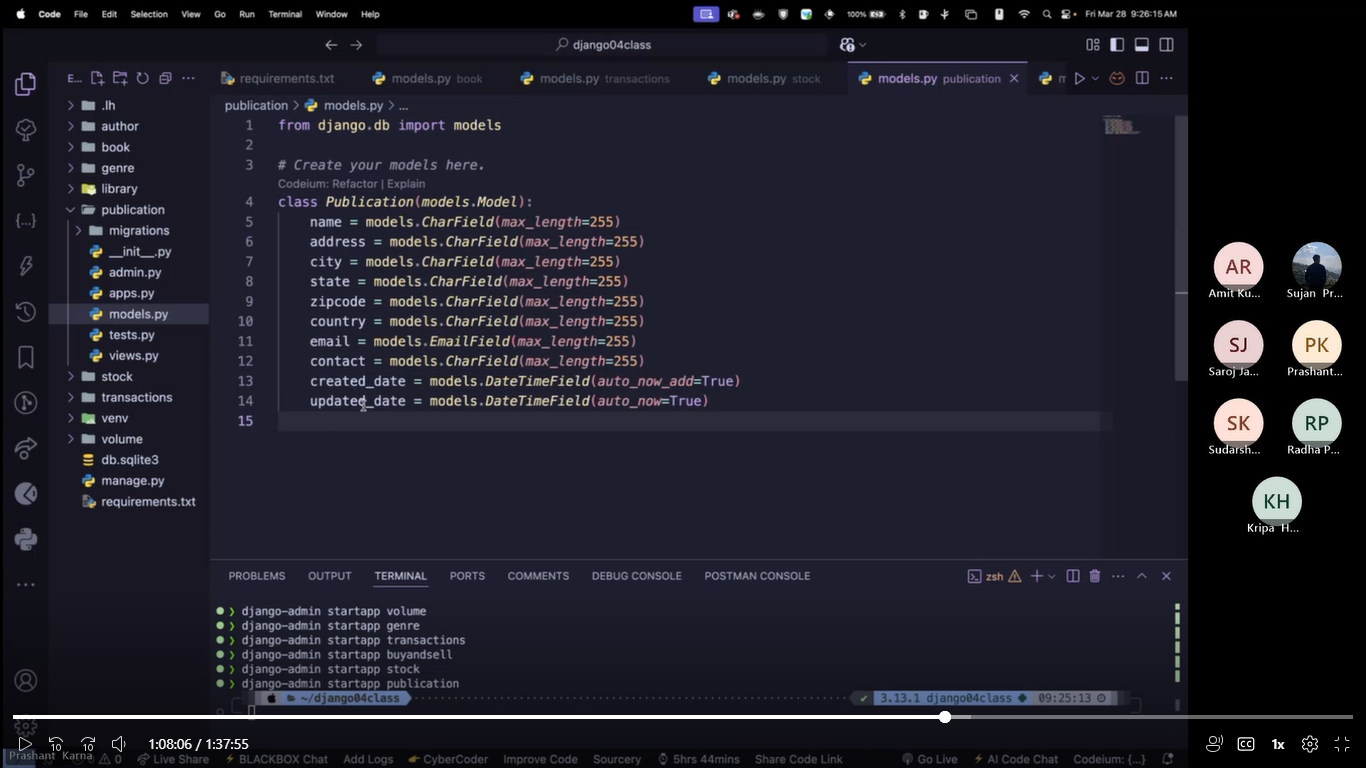 Code File Edit Selection View Go Run Terminal Window Help 100% Fri Mar 28 9:26:15 AM
django04class
E... requirements.txt models.py book models.py transactions models.py stock models.py publication m
publication > models.py > ...
.lh
author
book
genre
library
publication
migrations
__init__.py
admin.py
apps.py
models.py
tests.py
views.py
stock
transactions
venv
volume
db.sqlite3
manage.py
requirements.txt
1 from django.db import models
2
3 # Create your models here.
Codeium: Refactor | Explain
4 class Publication(models.Model):
5 name = models.CharField(max_length=255)
6 address = models.CharField(max_length=255)
7 city = models.CharField(max_length=255)
8 state = models.CharField(max_length=255)
9 zipcode = models.CharField(max_length=255)
10 country = models.CharField(max_length=255)
11 email = models.EmailField(max_length=255)
12 contact = models.CharField(max_length=255)
13 created_date = models.DateTimeField(auto_now_add=True)
14 updated_date = models.DateTimeField(auto_now=True)
15
PROBLEMS OUTPUT TERMINAL PORTS COMMENTS DEBUG CONSOLE POSTMAN CONSOLE zsh
django-admin startapp volume
django-admin startapp genre
django-admin startapp transactions
django-admin startapp buyandsell
django-admin startapp stock
django-admin startapp publication
~/django04class 3.13.1 django04class 09:25:13
AR PK
Amit Ku... Sujan Pr...
SJ
Saroj Ja... Prashant...
SK RP
Sudarsh... Radha P...
KH
Kripa H...
10 10 1:08:06 / 1:37:55 CC 1x
Prashant Karna
0 Live Share BLACKBOX Chat Add Logs CyberCoder Improve Code Sourcery 5hrs 44mins Share Code Link Go Live AI Code Chat Codeium: {...}